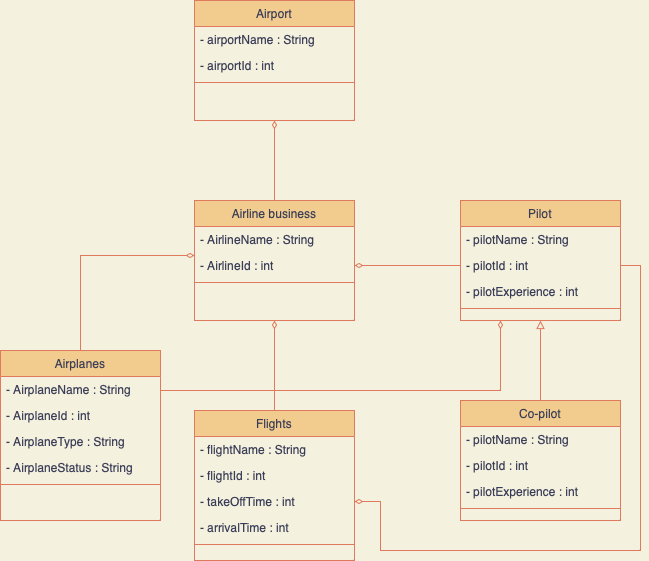 Airport
- airportName : String
- airportId : int
Airline business
- AirlineName : String
- AirlineId : int
Pilot
- pilotName : String
- pilotId : int
- pilotExperience : int
Airplanes
- AirplaneName : String
- AirplaneId : int
- AirplaneType : String
- AirplaneStatus : String
Flights
- flightName : String
- flightId : int
- takeOffTime : int
- arrivalTime : int
Co-pilot
- pilotName : String
- pilotId : int
- pilotExperience : int